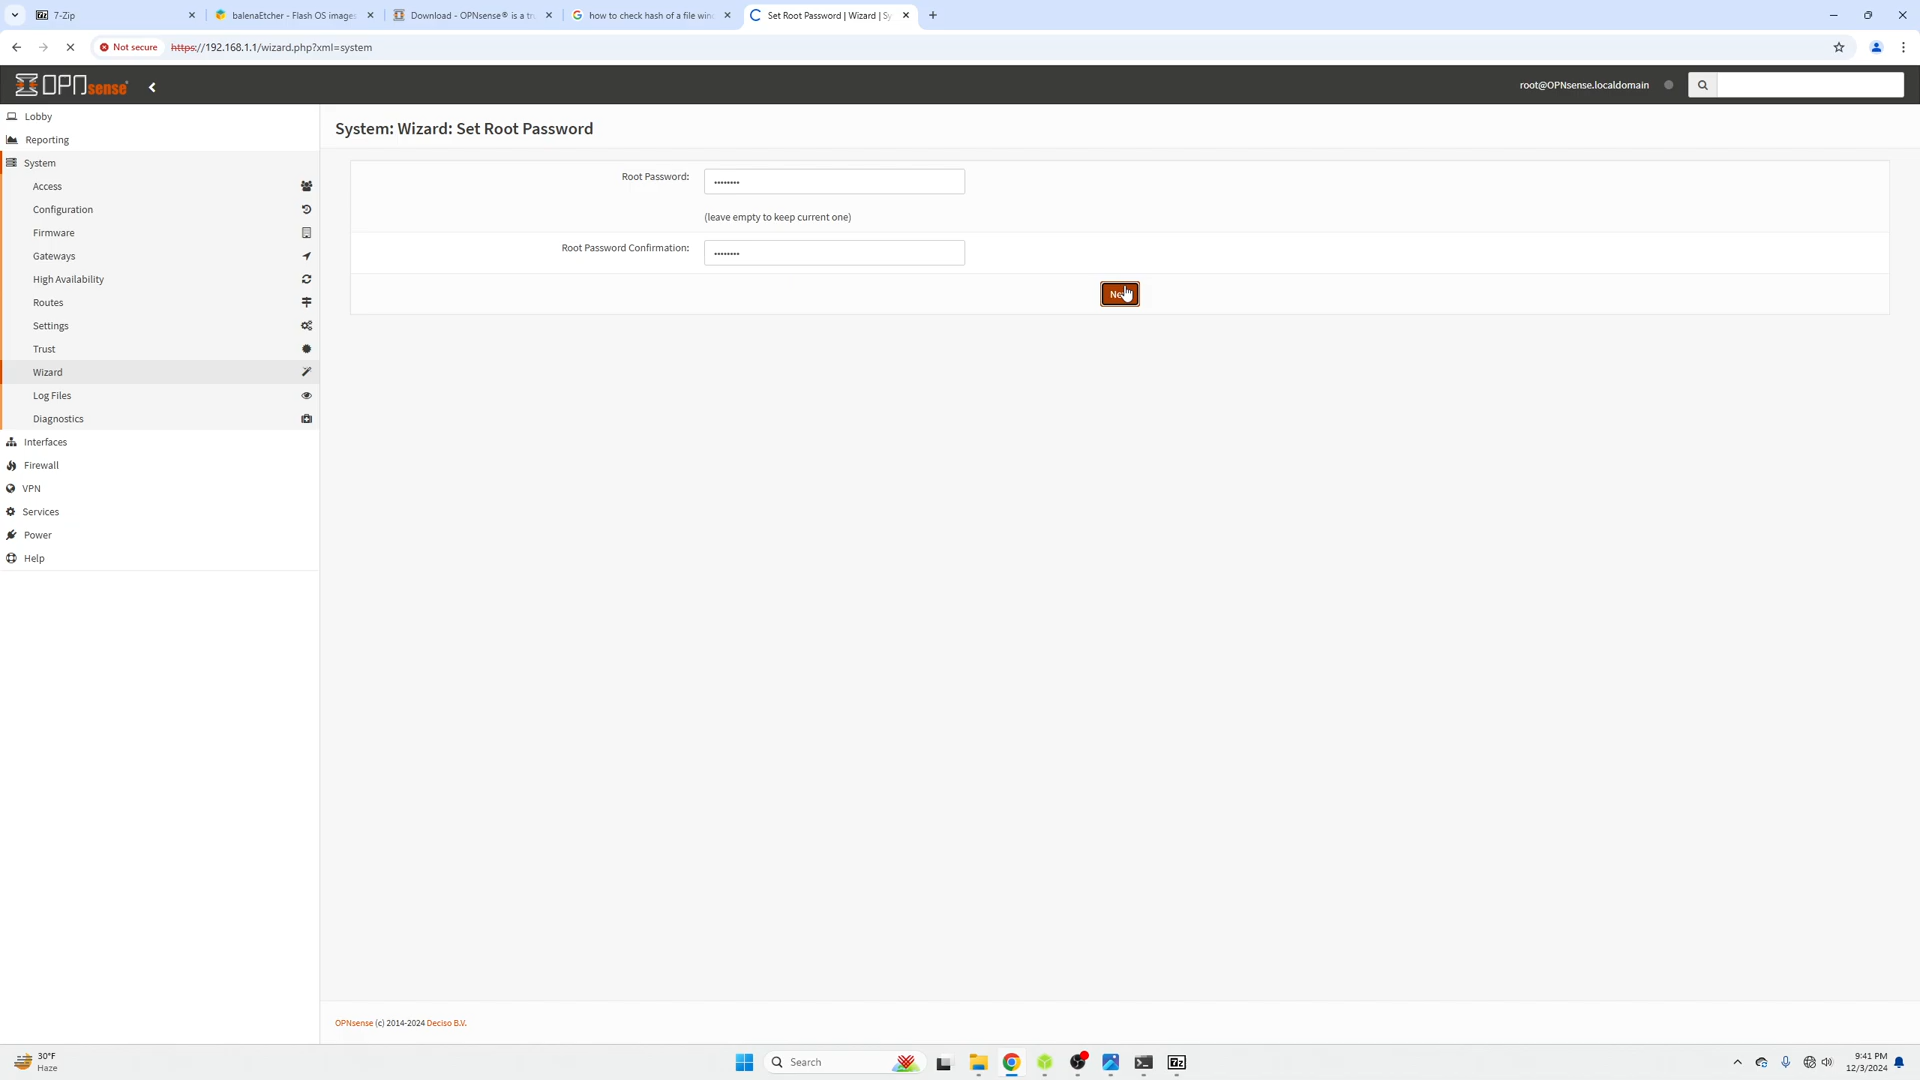 7-Zip
balenaEtcher - Flash OS images
Download - OPNsense® is a tru
how to check hash of a file win
Set Root Password | Wizard | Sy
Not secure
https://192.168.1.1/wizard.php?xml=system
OPNsense
root@OPNsense.localdomain
Lobby
Reporting
System
Access
Configuration
Firmware
Gateways
High Availability
Routes
Settings
Trust
Wizard
Log Files
Diagnostics
Interfaces
Firewall
VPN
Services
Power
Help
System: Wizard: Set Root Password
Root Password:
(leave empty to keep current one)
Root Password Confirmation:
OPNsense (c) 2014-2024 Deciso B.V.
30°F
Haze
Search
7z
9:41 PM
12/3/2024